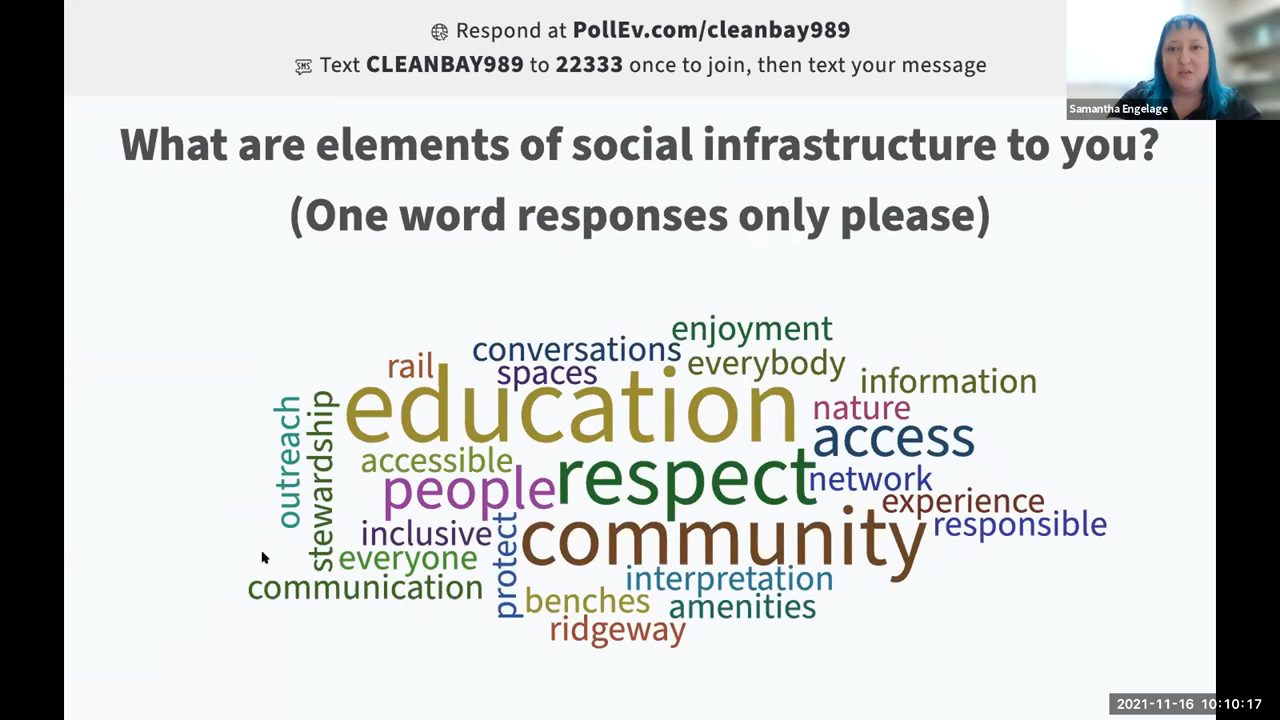 Respond at PollEv.com/cleanbay989
SMS Text CLEANBAY989 to 22333 once to join, then text your message
Samantha Engelage
What are elements of social infrastructure to you?
(One word responses only please)
enjoyment
conversations
everybody
rail
spaces
information
education
nature
outreach
stewardship
access
accessible
respect
people
network
experience
responsible
inclusive
community
protect
everyone
communication
interpretation
benches
amenities
ridgeway
2021-11-16 10:10:17